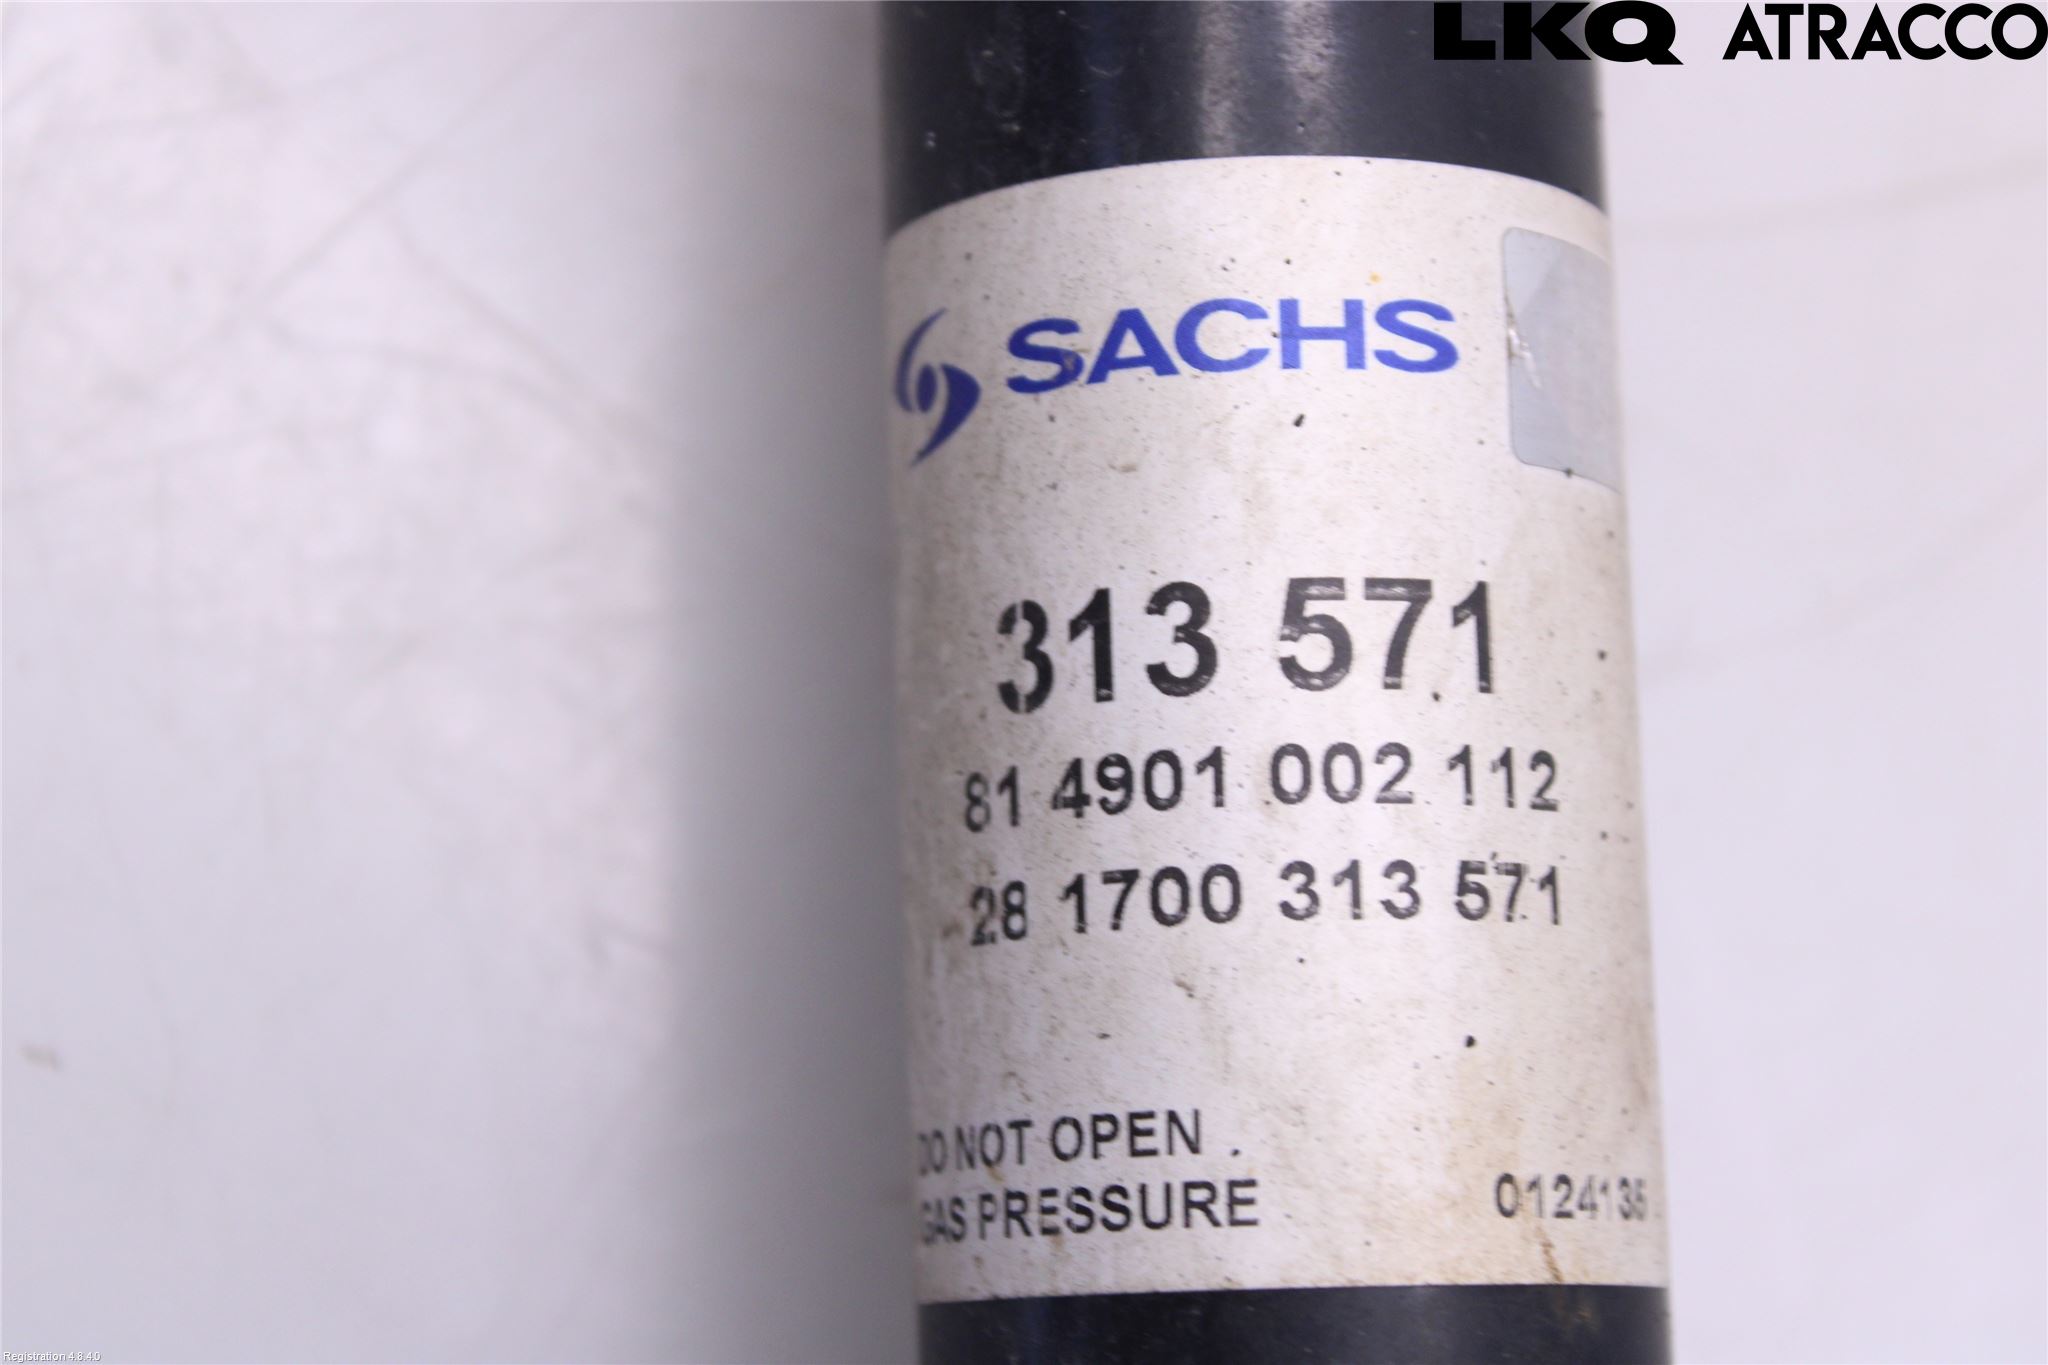 LKQ ATRACCO
SACHS
313 571
81 4901 002 112
28 1700 313 571
DO NOT OPEN
GAS PRESSURE
0124135
Registration 4.8.4.0